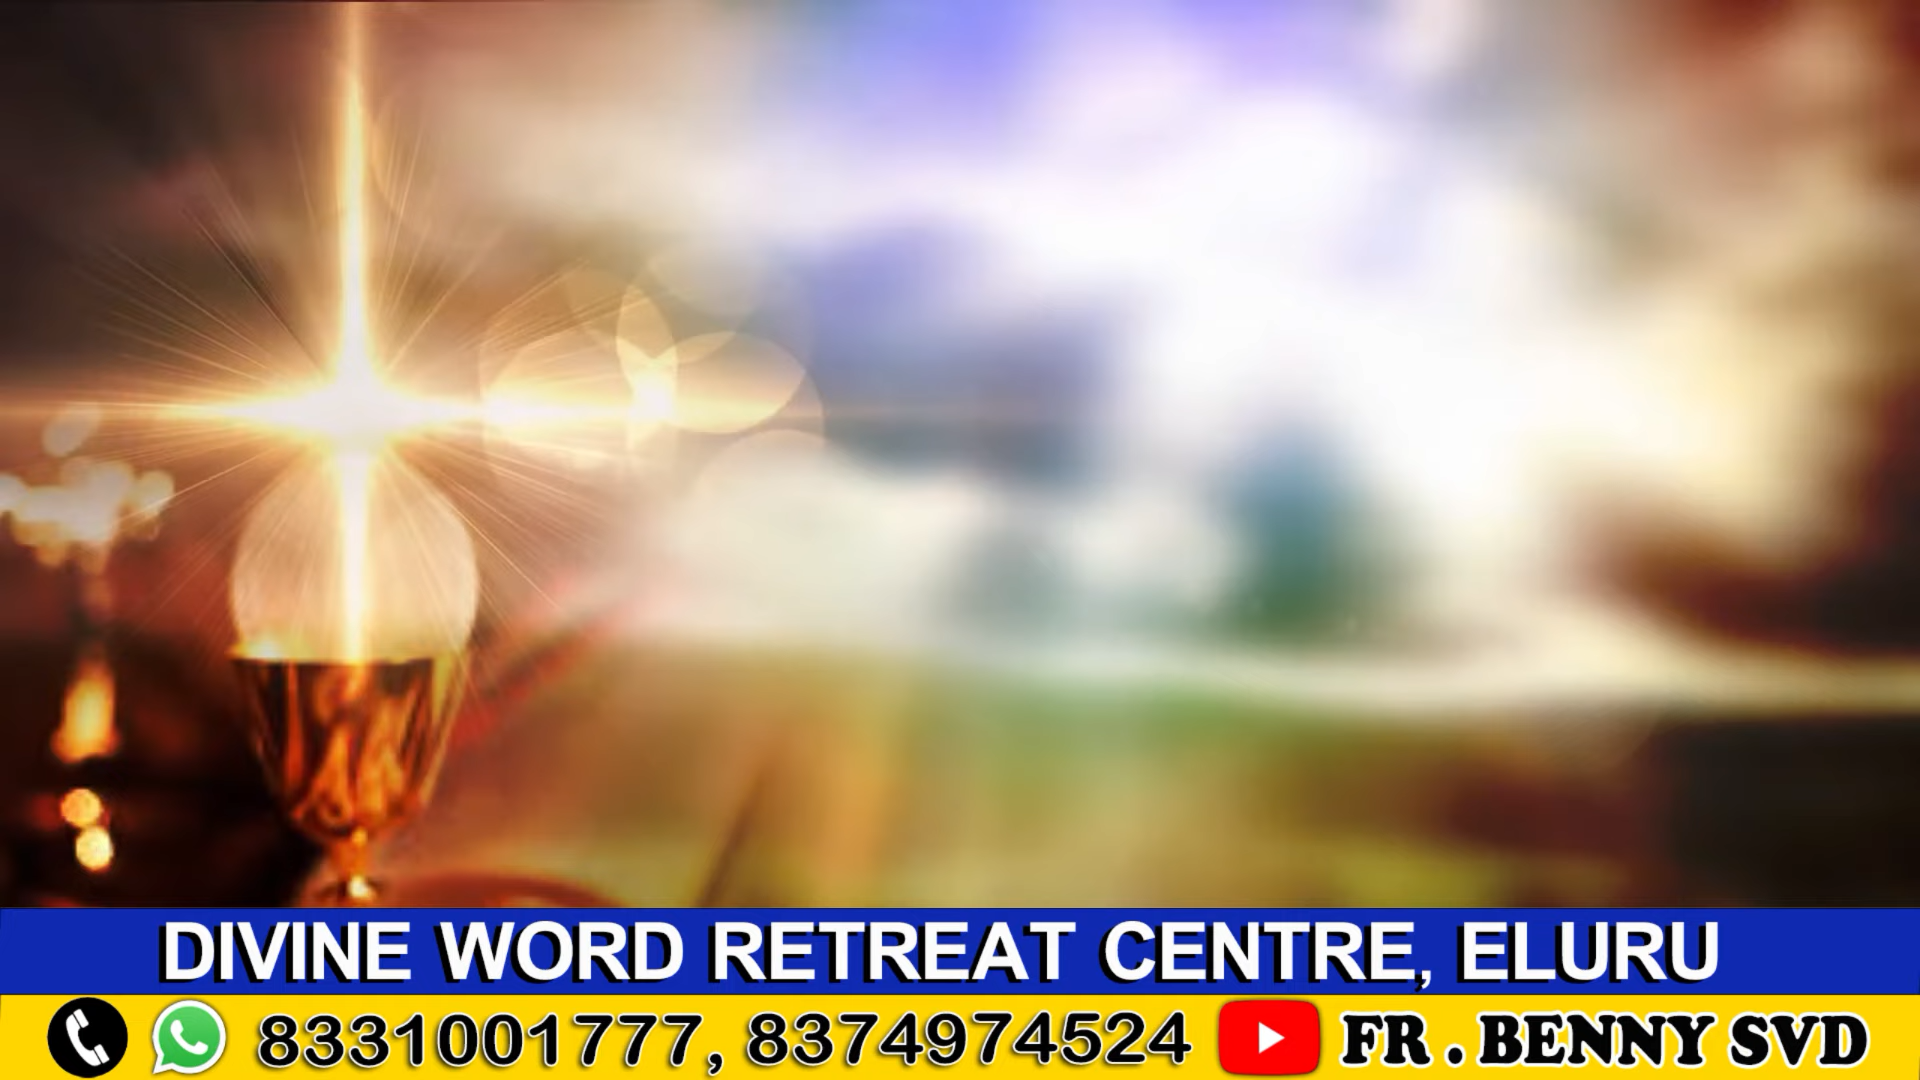 DIVINE WORD RETREAT CENTRE, ELURU
8331001777, 8374974524 FR . BENNY SVD